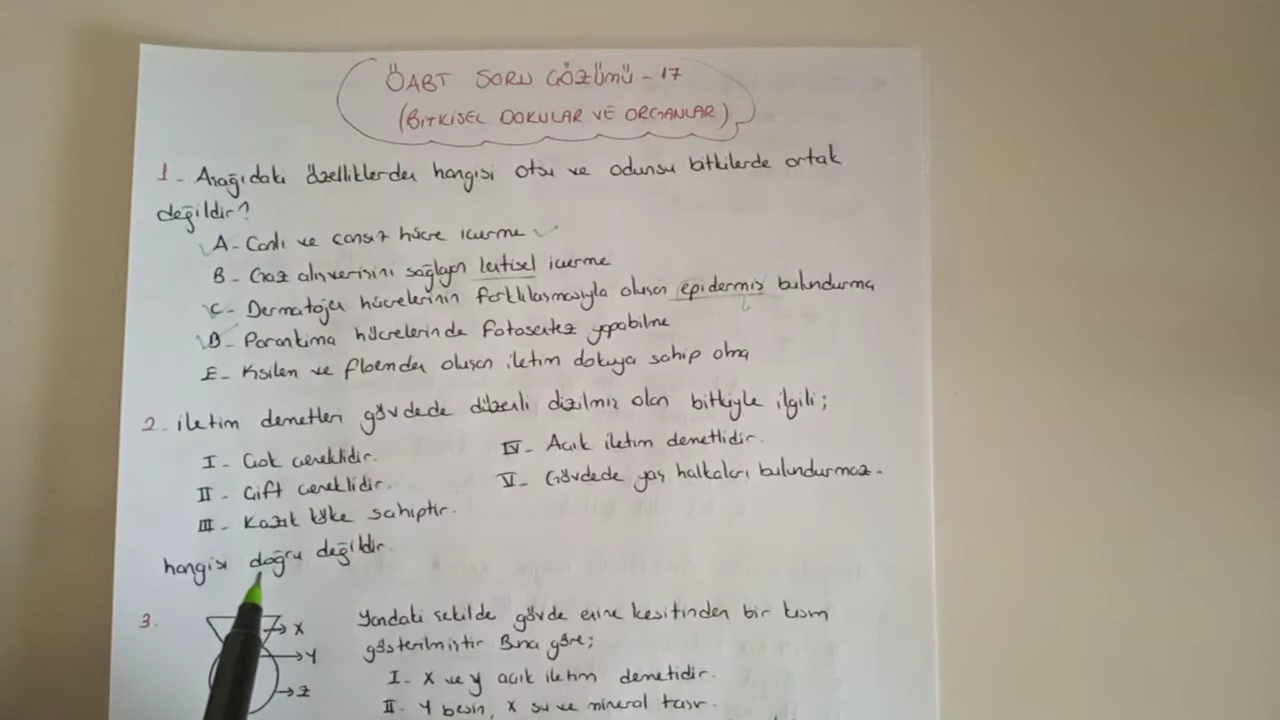 ÖABT SORU ÇÖZÜMÜ - 17
(BİTKİSEL DOKULAR VE ORGANLAR)
1 - Aşağıdaki özelliklerden hangisi otsu ve odunsu bitkilerde ortak
değildir?
A - Canlı ve cansız hücre içerme
B - Gaz alışverişini sağlayan lentisel içerme
C - Dermatojen hücrelerinin farklılaşmasıyla oluşan epidermis bulundurma
D - Parankima hücrelerinde fotosentez yapabilme
E - Ksilem ve floemden oluşan iletim dokuya sahip olma
2 - İletim demetleri gövdede düzenli dizilmiş olan bitkiyle ilgili;
I - Çok çeneklidir.
II - Çift çeneklidir.
III - Kazık köke sahiptir.
IV - Açık iletim demetlidir.
V - Gövdede yaş halkaları bulundurmaz.
hangisi doğru değildir.
3.
X
Y
Z
Yandaki şekilde gövde enine kesitinden bir kısım
gösterilmiştir. Buna göre;
I - X ve Y açık iletim demetidir.
II - Y besin, X su ve mineral taşır.